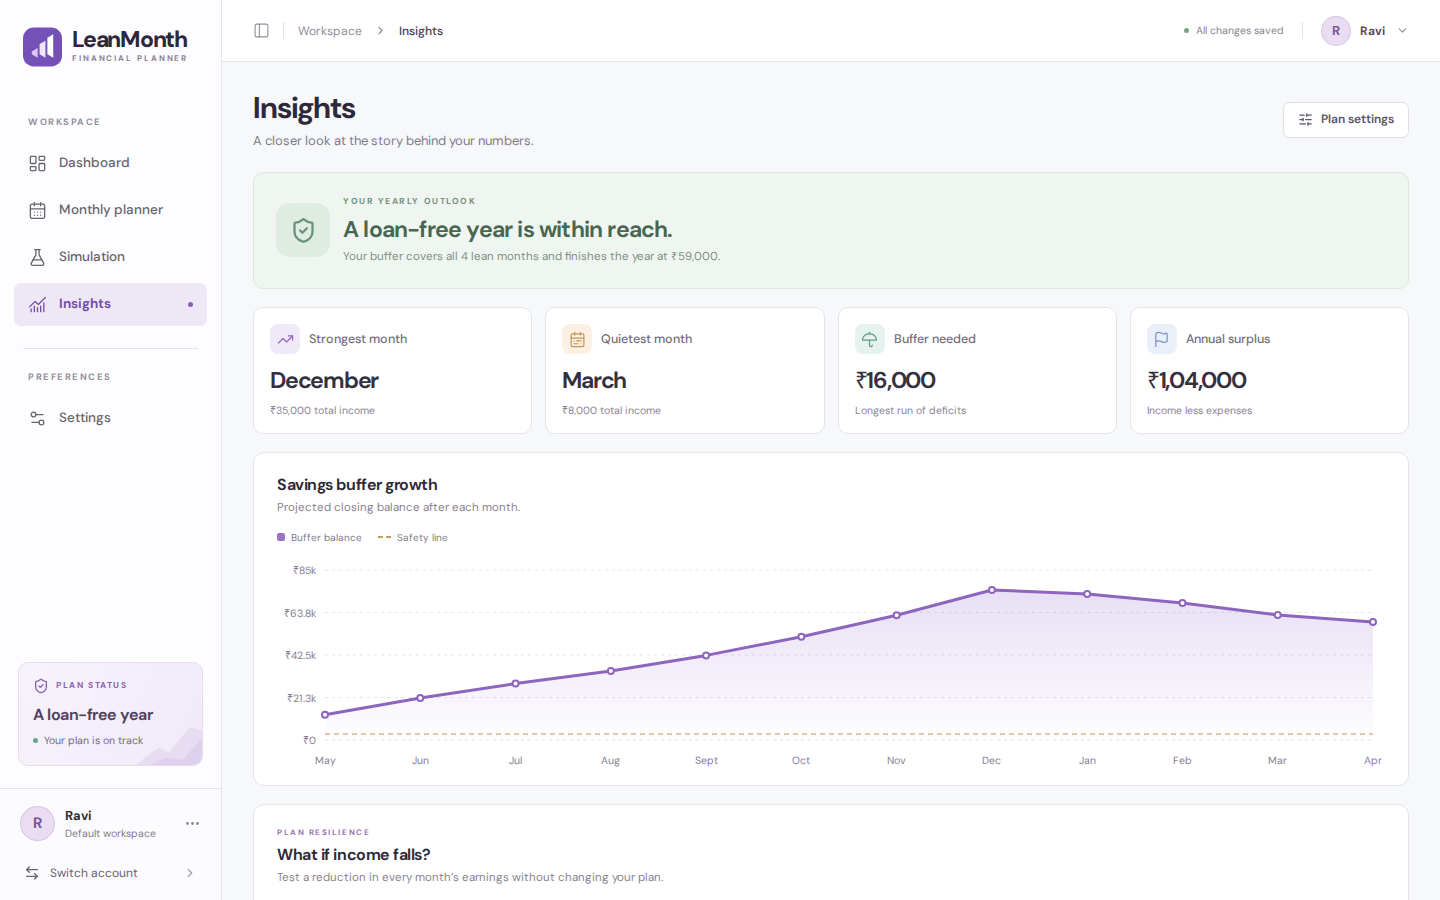 LeanMonth
FINANCIAL PLANNER
WORKSPACE
Dashboard
Monthly planner
Simulation
Insights
PREFERENCES
Settings
PLAN STATUS
A loan-free year
Your plan is on track
R
Ravi
Default workspace
Switch account
Workspace
Insights
All changes saved
R
Ravi
Insights
A closer look at the story behind your numbers.
Plan settings
YOUR YEARLY OUTLOOK
A loan-free year is within reach.
Your buffer covers all 4 lean months and finishes the year at ₹59,000.
Strongest month
December
₹35,000 total income
Quietest month
March
₹8,000 total income
Buffer needed
₹16,000
Longest run of deficits
Annual surplus
₹1,04,000
Income less expenses
Savings buffer growth
Projected closing balance after each month.
Buffer balance Safety line
₹85k
₹63.8k
₹42.5k
₹21.3k
₹0
May Jun Jul Aug Sept Oct Nov Dec Jan Feb Mar Apr
PLAN RESILIENCE
What if income falls?
Test a reduction in every month's earnings without changing your plan.